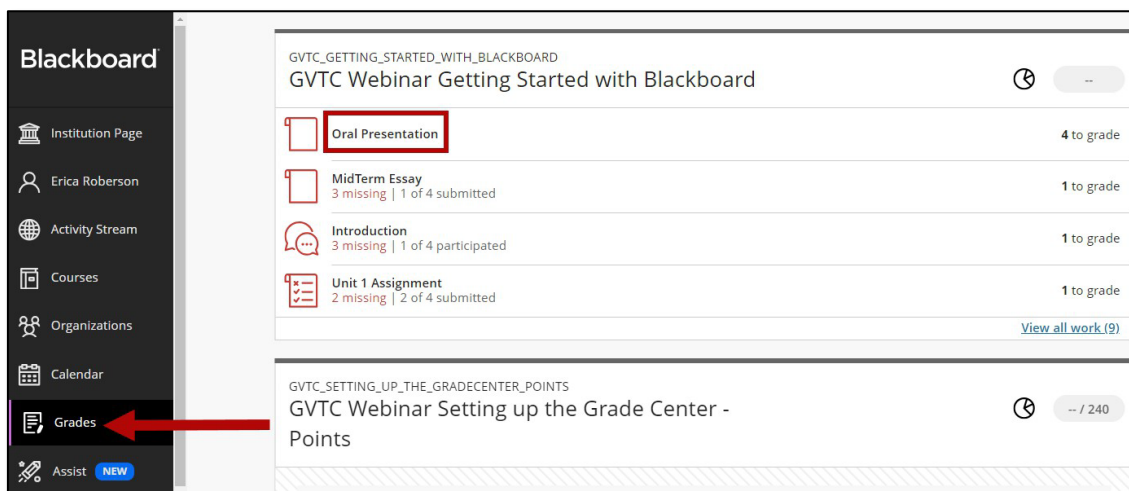 Blackboard
Institution Page
Erica Roberson
Activity Stream
Courses
Organizations
Calendar
Grades
Assist NEW
GVTC_GETTING_STARTED_WITH_BLACKBOARD
GVTC Webinar Getting Started with Blackboard
--
Oral Presentation
4 to grade
MidTerm Essay
3 missing | 1 of 4 submitted
1 to grade
Introduction
3 missing | 1 of 4 participated
1 to grade
Unit 1 Assignment
2 missing | 2 of 4 submitted
1 to grade
View all work (9)
GVTC_SETTING_UP_THE_GRADECENTER_POINTS
GVTC Webinar Setting up the Grade Center -
Points
-- / 240